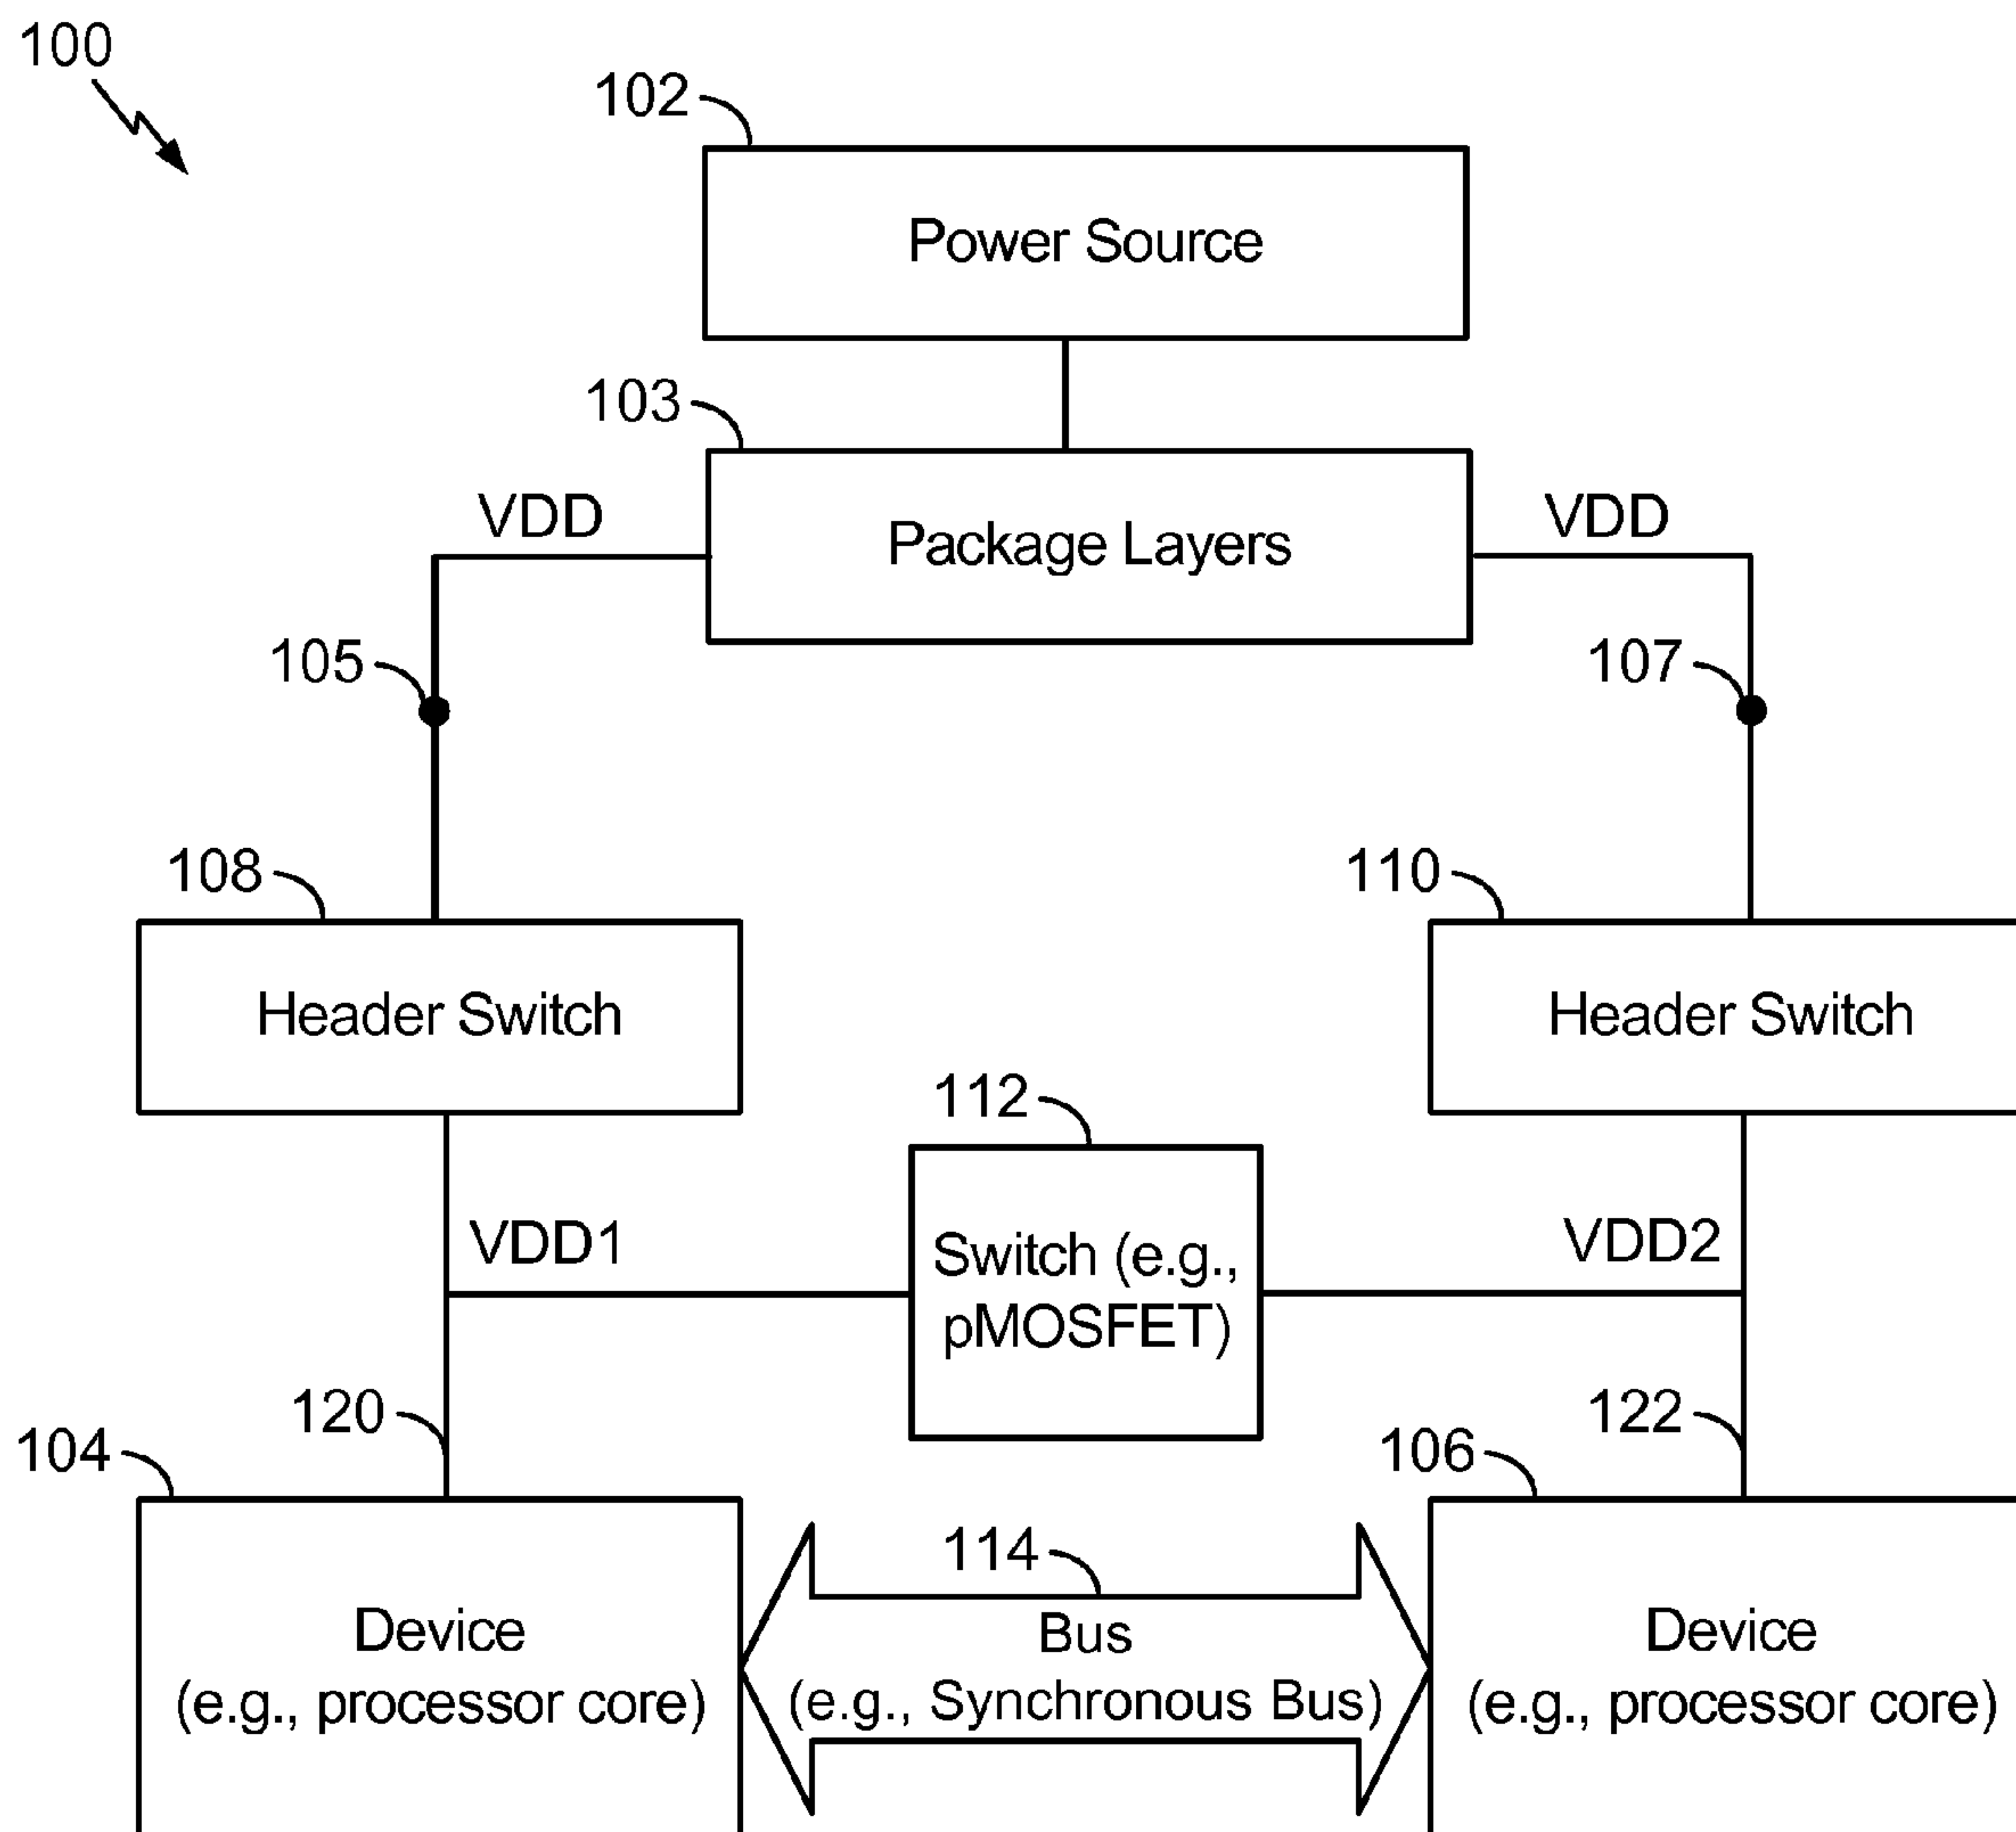 100
102
Power Source
103
VDD
Package Layers
VDD
105
107
108
110
Header Switch
Header Switch
112
VDD1
Switch (e.g.,
pMOSFET)
VDD2
120
122
104
106
114
Device
(e.g., processor core)
Bus
(e.g., Synchronous Bus)
Device
(e.g., processor core)